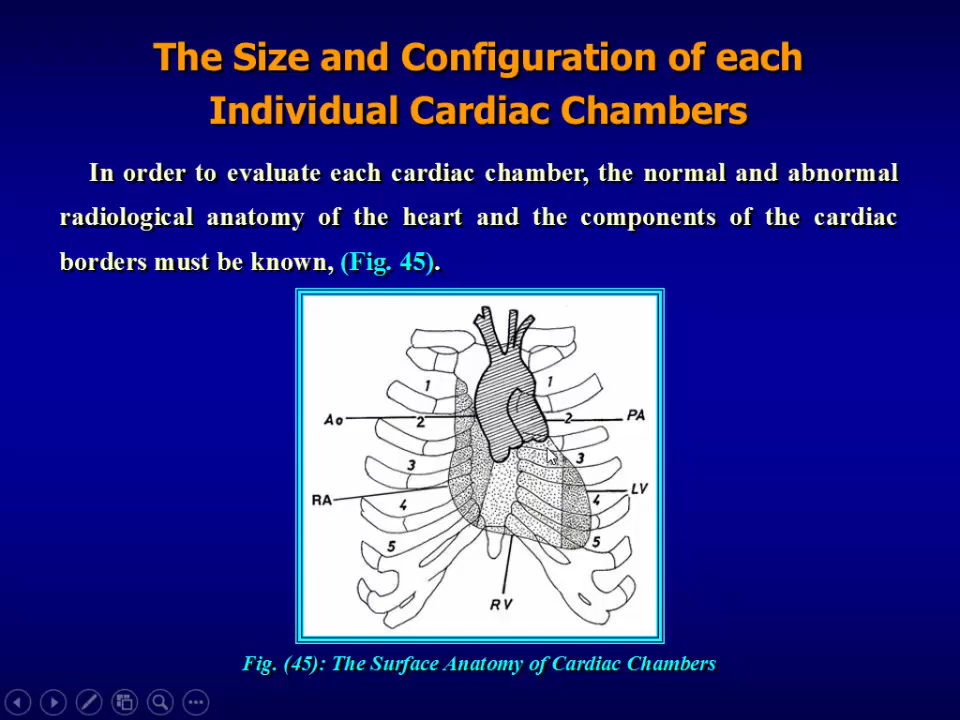 The Size and Configuration of each
Individual Cardiac Chambers
In order to evaluate each cardiac chamber, the normal and abnormal
radiological anatomy of the heart and the components of the cardiac
borders must be known, (Fig. 45).
1 1
Ao 2 2 PA
3 3
RA 4 4 LV
5 5
RV
Fig. (45): The Surface Anatomy of Cardiac Chambers